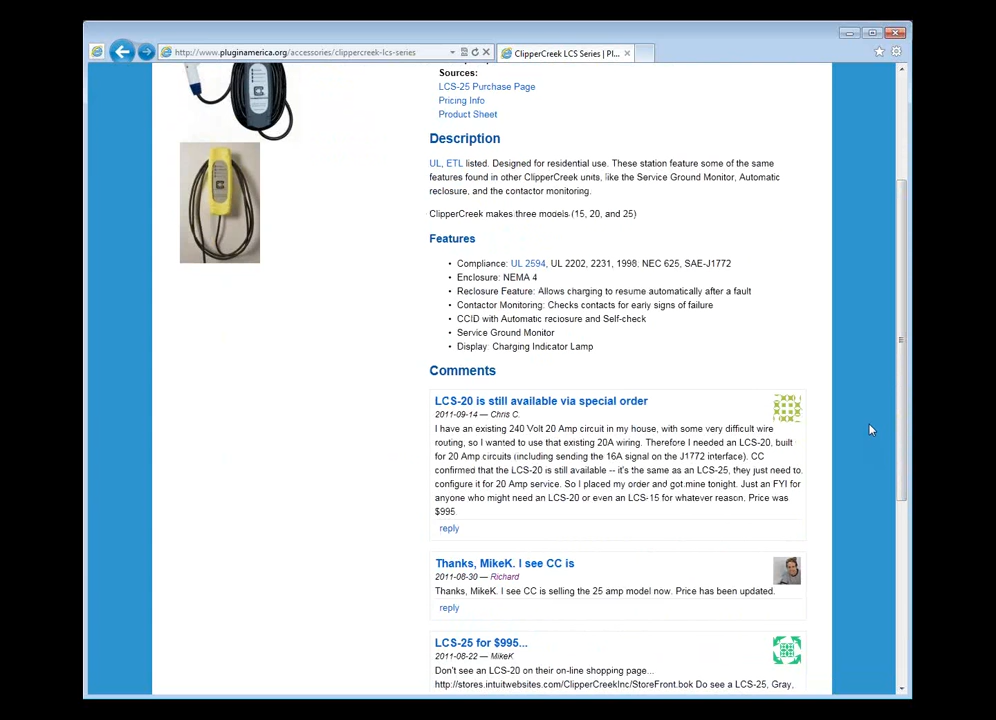 http://www.pluginamerica.org/accessories/clippercreek-lcs-series
ClipperCreek LCS Series | Pl...
Sources:
LCS-25 Purchase Page
Pricing Info
Product Sheet
Description
UL, ETL listed. Designed for residential use. These station feature some of the same
features found in other ClipperCreek units, like the Service Ground Monitor, Automatic
reclosure, and the contactor monitoring.
ClipperCreek makes three models (15, 20, and 25)
Features
• Compliance: UL 2594, UL 2202, 2231, 1998, NEC 625, SAE-J1772
• Enclosure: NEMA 4
• Reclosure Feature: Allows charging to resume automatically after a fault
• Contactor Monitoring: Checks contacts for early signs of failure
• CCID with Automatic reclosure and Self-check
• Service Ground Monitor
• Display: Charging Indicator Lamp
Comments
LCS-20 is still available via special order
2011-09-14 — Chris C.
I have an existing 240 Volt 20 Amp circuit in my house, with some very difficult wire
routing, so I wanted to use that existing 20A wiring. Therefore I needed an LCS-20, built
for 20 Amp circuits (including sending the 16A signal on the J1772 interface). CC
confirmed that the LCS-20 is still available -- it's the same as an LCS-25, they just need to
configure it for 20 Amp service. So I placed my order and got mine tonight. Just an FYI for
anyone who might need an LCS-20 or even an LCS-15 for whatever reason. Price was
$995
reply
Thanks, MikeK. I see CC is
2011-08-30 — Richard
Thanks, MikeK. I see CC is selling the 25 amp model now. Price has been updated.
reply
LCS-25 for $995...
2011-08-22 — MikeK
Don't see an LCS-20 on their on-line shopping page...
http://stores.intuitwebsites.com/ClipperCreekInc/StoreFront.bok Do see a LCS-25, Gray,